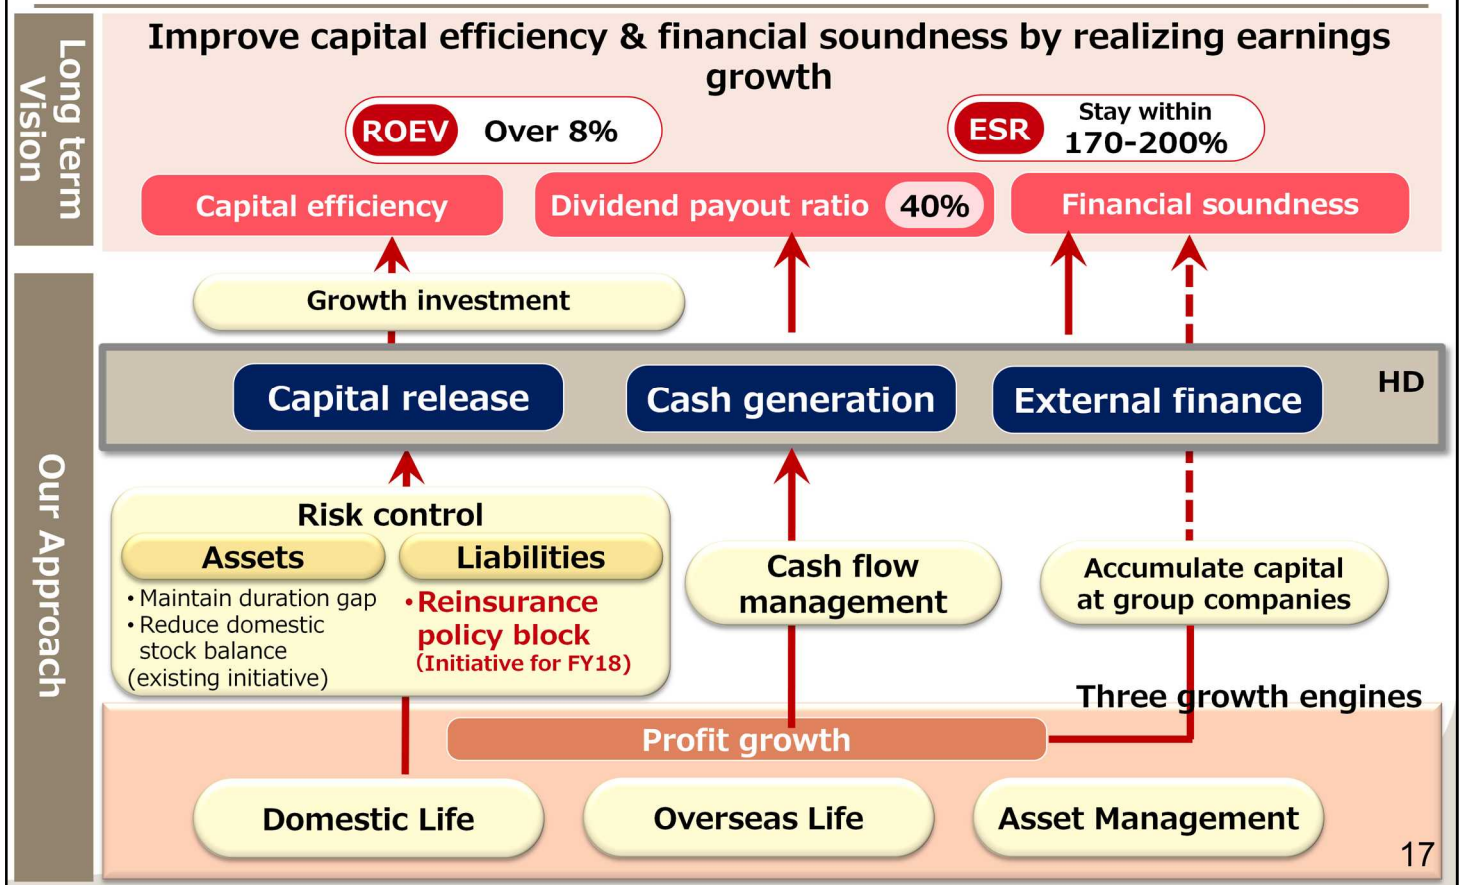 Long term
Vision
Improve capital efficiency & financial soundness by realizing earnings
growth
ROEV Over 8%
ESR Stay within
170-200%
Capital efficiency
Dividend payout ratio 40%
Financial soundness
Our Approach
Growth investment
Capital release
Cash generation
External finance
HD
Risk control
Assets
・Maintain duration gap
・Reduce domestic
stock balance
(existing initiative)
Liabilities
・Reinsurance
policy block
(Initiative for FY18)
Cash flow
management
Accumulate capital
at group companies
Three growth engines
Profit growth
Domestic Life
Overseas Life
Asset Management
17